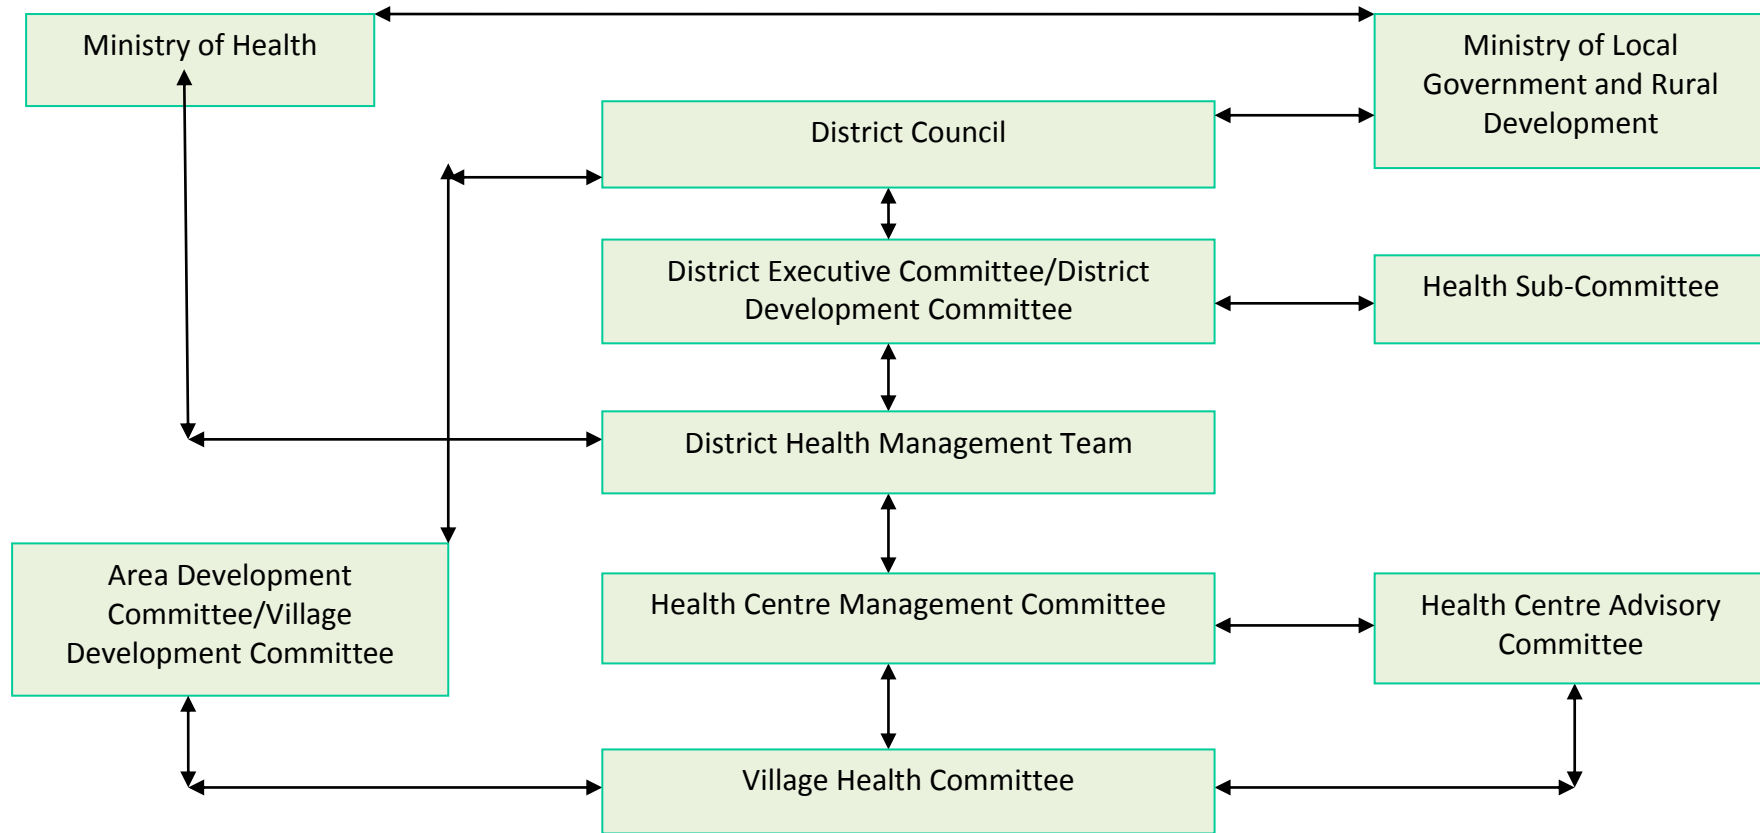 Ministry of Health
Ministry of Local
Government and Rural
Development
District Council
District Executive Committee/District
Development Committee
Health Sub-Committee
District Health Management Team
Area Development
Committee/Village
Development Committee
Health Centre Management Committee
Health Centre Advisory
Committee
Village Health Committee